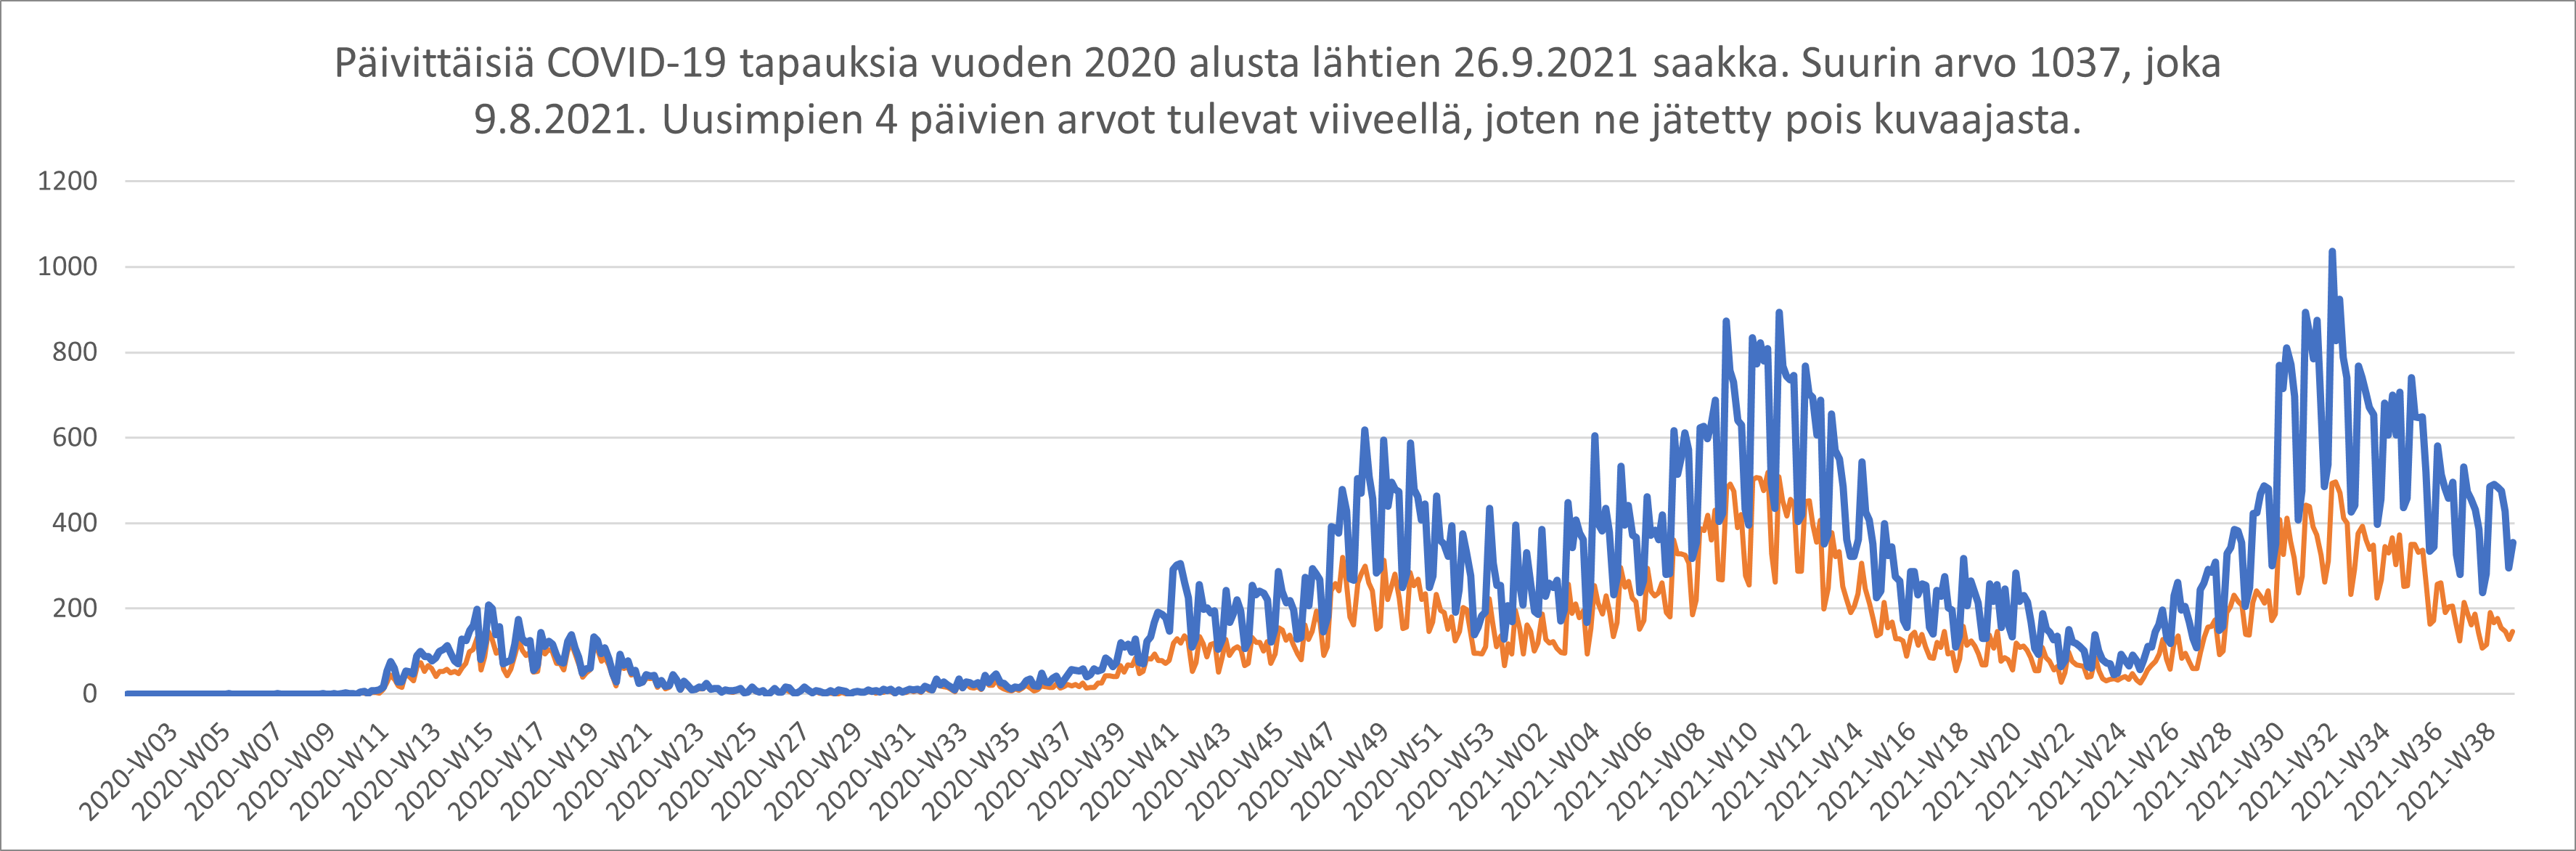 Päivittäisiä COVID-19 tapauksia vuoden 2020 alusta lähtien 26.9.2021 saakka. Suurin arvo 1037, joka
9.8.2021. Uusimpien 4 päivien arvot tulevat viiveellä, joten ne jätetty pois kuvaajasta.
1200
1000
800
600
400
200
0
2020-W03
2020-W05
2020-W07
2020-W09
2020-W11
2020-W13
2020-W15
2020-W17
2020-W19
2020-W21
2020-W23
2020-W25
2020-W27
2020-W29
2020-W31
2020-W33
2020-W35
2020-W37
2020-W39
2020-W41
2020-W43
2020-W45
2020-W47
2020-W49
2020-W51
2020-W53
2021-W02
2021-W04
2021-W06
2021-W08
2021-W10
2021-W12
2021-W14
2021-W16
2021-W18
2021-W20
2021-W22
2021-W24
2021-W26
2021-W28
2021-W30
2021-W32
2021-W34
2021-W36
2021-W38